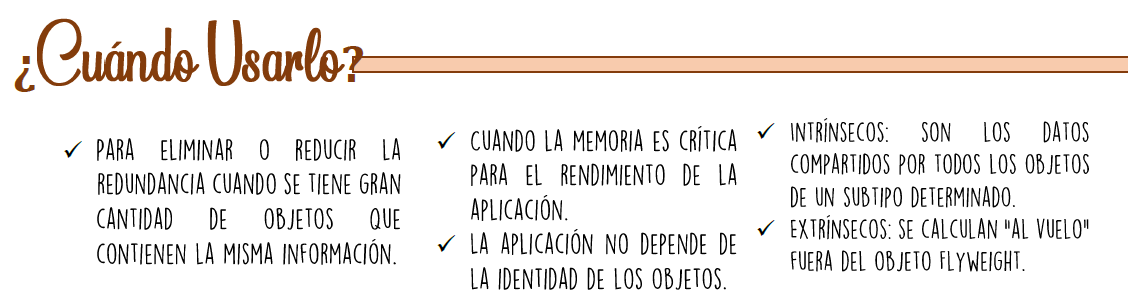 ¿Cuándo Usarlo?
✓ PARA ELIMINAR O REDUCIR LA
REDUNDANCIA CUANDO SE TIENE GRAN
CANTIDAD DE OBJETOS QUE
CONTIENEN LA MISMA INFORMACIÓN.
✓ CUANDO LA MEMORIA ES CRÍTICA
PARA EL RENDIMIENTO DE LA
APLICACIÓN.
✓ LA APLICACIÓN NO DEPENDE DE
LA IDENTIDAD DE LOS OBJETOS.
✓ INTRÍNSECOS: SON LOS DATOS
COMPARTIDOS POR TODOS LOS OBJETOS
DE UN SUBTIPO DETERMINADO.
✓ EXTRÍNSECOS: SE CALCULAN "AL VUELO"
FUERA DEL OBJETO FLYWEIGHT.